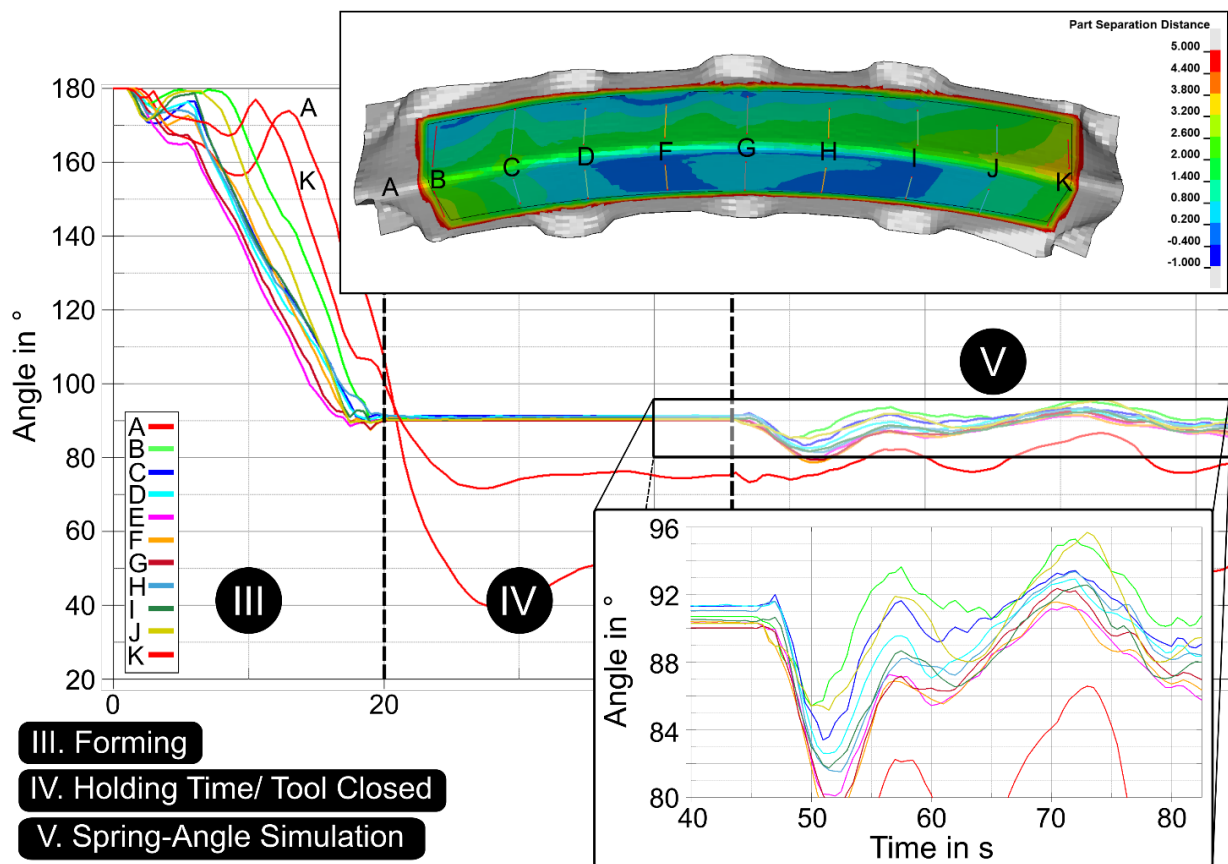 Part Separation Distance
5.000
4.400
3.800
3.200
2.600
2.000
1.400
0.800
0.200
-0.400
-1.000
A
B
C
D
F
G
H
I
J
K
180
160
140
120
100
80
60
40
20
Angle in °
A
K
A
B
C
D
E
F
G
H
I
J
K
III
IV
V
0
20
96
92
88
84
80
Angle in °
40
50
60
70
80
Time in s
III. Forming
IV. Holding Time/ Tool Closed
V. Spring-Angle Simulation